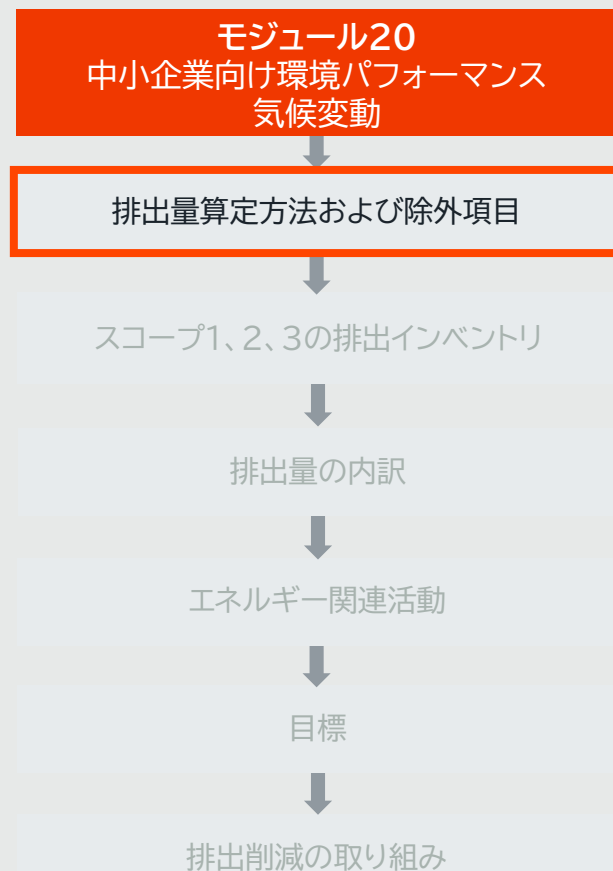 モジュール20
中小企業向け環境パフォーマンス
気候変動
排出量算定方法および除外項目
スコープ1、2、3の排出インベントリ
排出量の内訳
エネルギー関連活動
目標
排出削減の取り組み